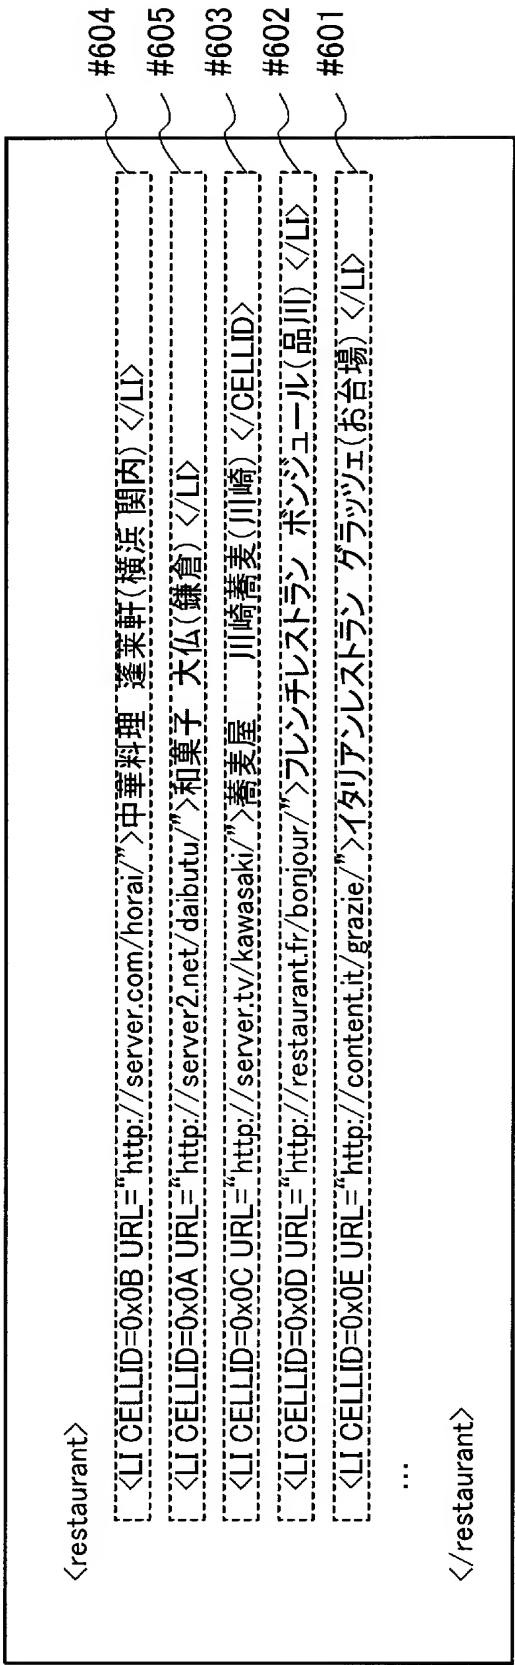 <restaurant>
<LI CELLID=0x0B URL=“http://server.com/horai/”>中華料理 蓬莱軒(横浜 関内) </LI> #604
<LI CELLID=0x0A URL=“http://server2.net/daibutu/”>和菓子 大仏(鎌倉) </LI> #605
<LI CELLID=0x0C URL=“http://server.tv/kawasaki/”>蕎麦屋 川崎蕎麦(川崎) </CELLID> #603
<LI CELLID=0x0D URL=“http://restaurant.fr/bonjour/”>フレンチレストラン ボンジュール(品川) </LI> #602
<LI CELLID=0x0E URL=“http://content.it/grazie/”>イタリアンレストラン グラッツェ(お台場) </LI> #601
…
</restaurant>